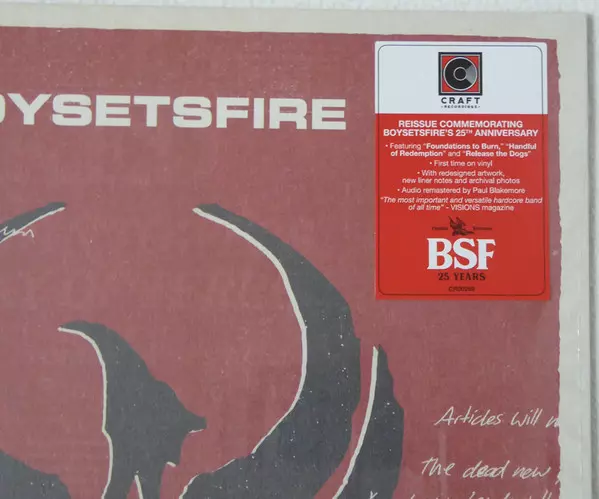 OYSETSFIRE
CRAFT
RECORDINGS
REISSUE COMMEMORATING
BOYSETSFIRE'S 25TH ANNIVERSARY
• Featuring "Foundations to Burn," "Handful
of Redemption" and "Release the Dogs"
• First time on vinyl
• With redesigned artwork,
new liner notes and archival photos
• Audio remastered by Paul Blakemore
"The most important and versatile hardcore band
of all time" - VISIONS magazine
BSF
25 YEARS
Articles will
The dead new